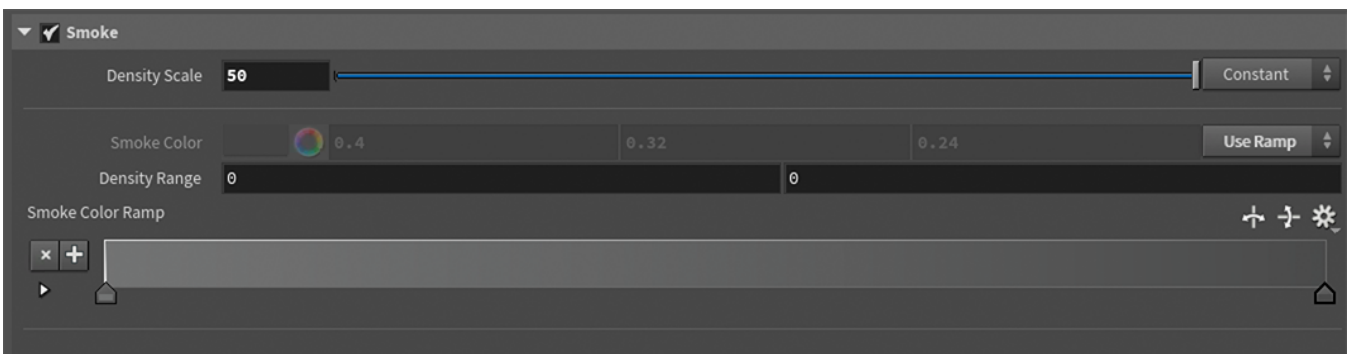 Smoke
Density Scale 50 Constant
Smoke Color 0.4 0.32 0.24 Use Ramp
Density Range 0 0
Smoke Color Ramp